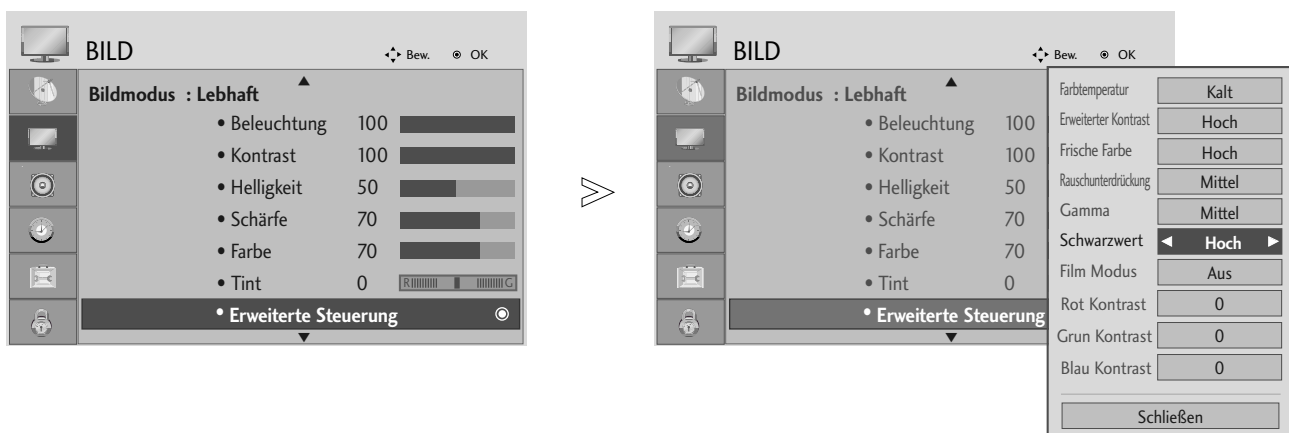 BILD
Bew. OK
Bildmodus : Lebhaft
• Beleuchtung 100
• Kontrast 100
• Helligkeit 50
• Schärfe 70
• Farbe 70
• Tint 0 R G
• Erweiterte Steuerung
BILD
Bew. OK
Bildmodus : Lebhaft
• Beleuchtung 100
• Kontrast 100
• Helligkeit 50
• Schärfe 70
• Farbe 70
• Tint 0
• Erweiterte Steuerung
Farbtemperatur Kalt
Erweiterter Kontrast Hoch
Frische Farbe Hoch
Rauschunterdrückung Mittel
Gamma Mittel
Schwarzwert ◀ Hoch ▶
Film Modus Aus
Rot Kontrast 0
Grun Kontrast 0
Blau Kontrast 0
Schließen